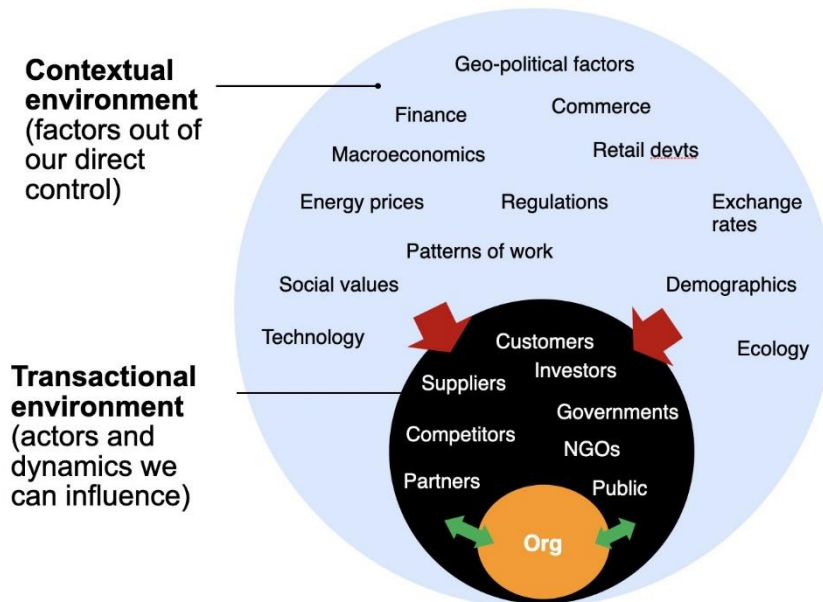 Contextual
environment
(factors out of
our direct
control)
Geo-political factors
Finance
Commerce
Macroeconomics
Retail devts
Energy prices
Regulations
Exchange
rates
Patterns of work
Social values
Demographics
Technology
Ecology
Transactional
environment
(actors and
dynamics we
can influence)
Customers
Investors
Suppliers
Governments
Competitors
NGOs
Partners
Public
Org